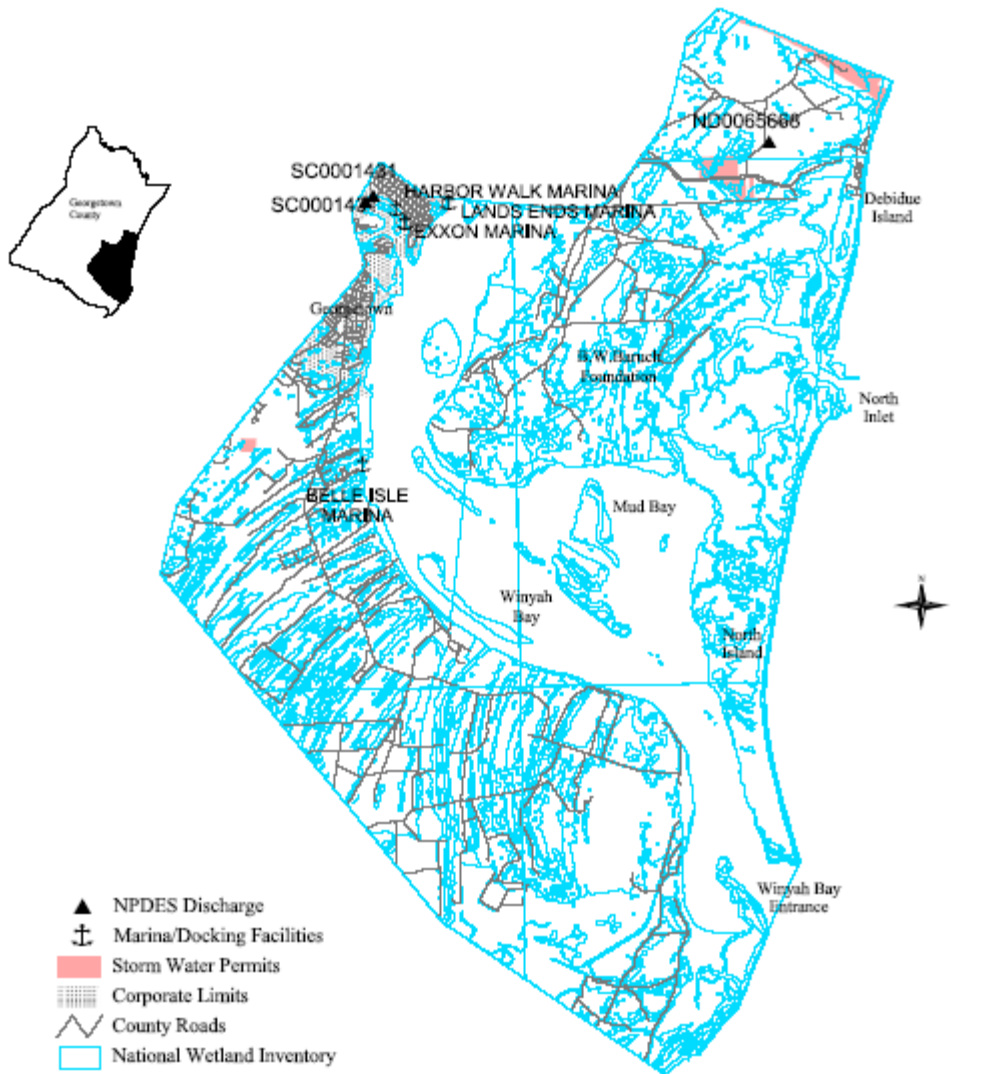 ND0065668
SC0001431
HARBOR WALK MARINA
LANDS ENDS MARINA
EXXON MARINA
Georgetown
County
Debidue
Island
Georgetown
B.W.Baruch
Foundation
North
Inlet
BELLE ISLE
MARINA
Mud Bay
Winyah
Bay
N
North
Island
Winyah Bay
Entrance
NPDES Discharge
Marina/Docking Facilities
Storm Water Permits
Corporate Limits
County Roads
National Wetland Inventory